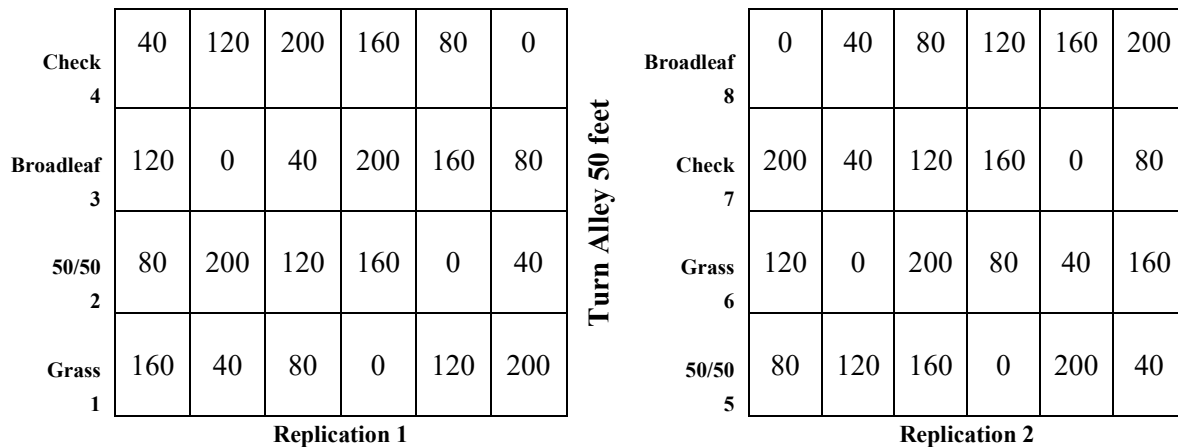 40 120 200 160 80 0
Check
4
120 0 40 200 160 80
Broadleaf
3
80 200 120 160 0 40
50/50
2
160 40 80 0 120 200
Grass
1
Replication 1
Turn Alley 50 feet
0 40 80 120 160 200
Broadleaf
8
200 40 120 160 0 80
Check
7
120 0 200 80 40 160
Grass
6
80 120 160 0 200 40
50/50
5
Replication 2